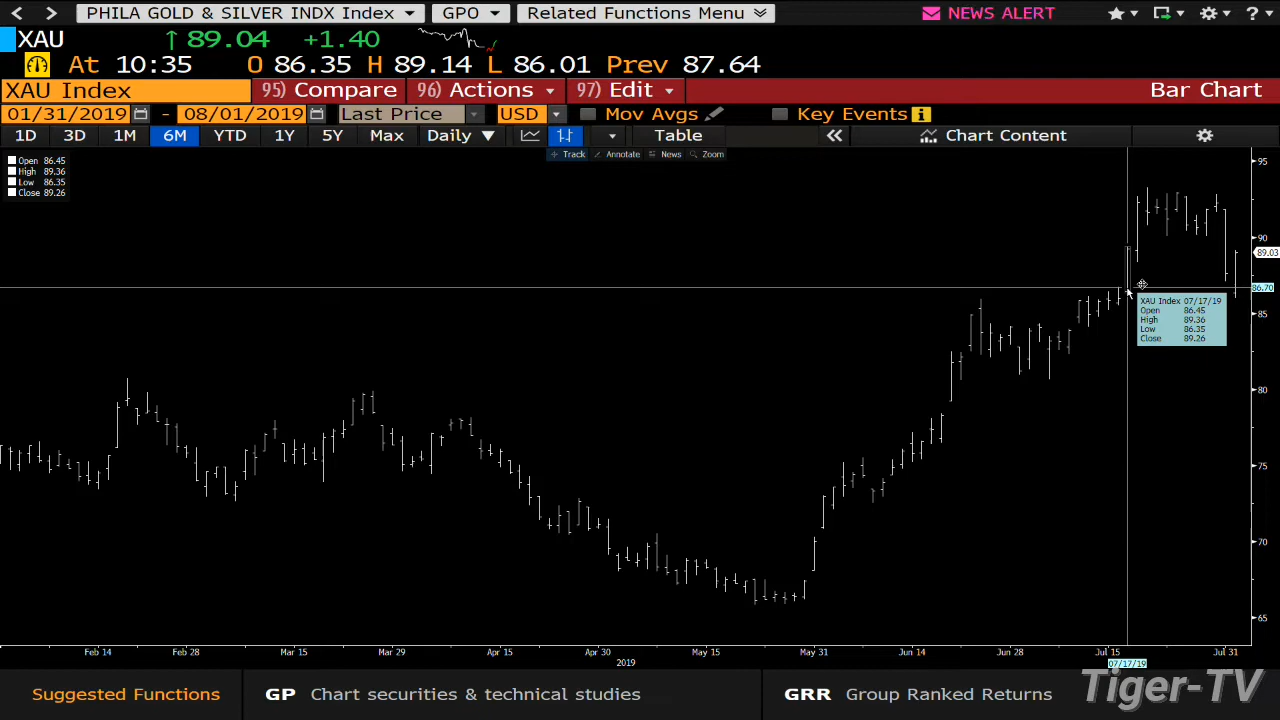 PHILA GOLD & SILVER INDX Index GPO Related Functions Menu NEWS ALERT ?
XAU ↑ 89.04 +1.40
At 10:35 O 86.35 H 89.14 L 86.01 Prev 87.64
XAU Index 95) Compare 96) Actions 97) Edit Bar Chart
01/31/2019 - 08/01/2019 Last Price USD Mov Avgs Key Events i
1D 3D 1M 6M YTD 1Y 5Y Max Daily ▼ Table « Chart Content
Track Annotate News Zoom
Open 86.45
High 89.36
Low 86.35
Close 89.26
95
90
89.03
86.70
85
80
75
70
65
XAU Index 07/17/19
Open 86.45
High 89.36
Low 86.35
Close 89.26
Feb 14 Feb 28 Mar 15 Mar 29 Apr 15 Apr 30 May 15 May 31 Jun 14 Jun 28 Jul 15 Jul 31
2019 07/17/19
Suggested Functions GP Chart securities & technical studies GRR Group Ranked Returns
Tiger-TV